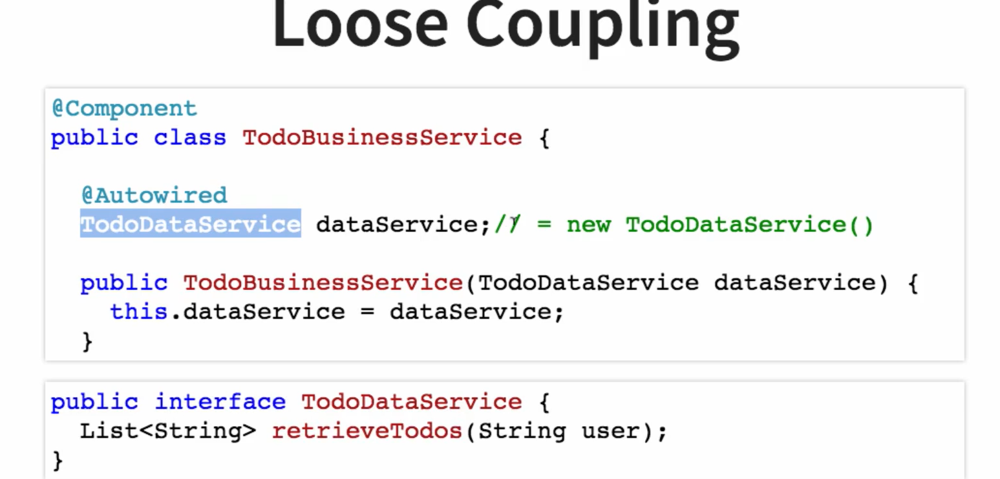 Loose Coupling
@Component
public class TodoBusinessService {
@Autowired
TodoDataService dataService;// = new TodoDataService()
public TodoBusinessService(TodoDataService dataService) {
this.dataService = dataService;
}
public interface TodoDataService {
List<String> retrieveTodos(String user);
}